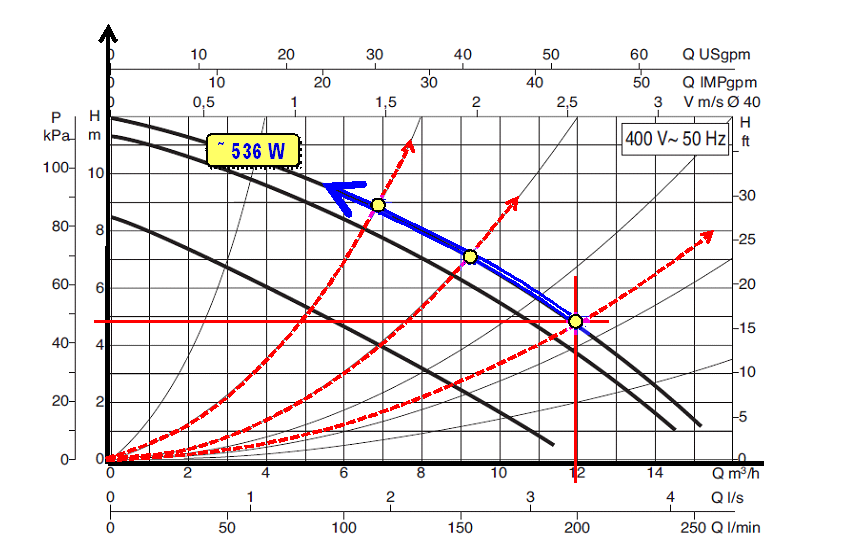 0 10 20 30 40 50 60 Q USgpm
0 10 20 30 40 50 Q IMPgpm
0 0,5 1 1,5 2 2,5 3 V m/s Ø 40
P kPa
H m
H ft
400 V~ 50 Hz
~ 536 W
100
80
60
40
20
0
10
8
6
4
2
0
30
25
20
15
10
5
0
0 2 4 6 8 10 12 14 Q m³/h
0 1 2 3 4 Q l/s
0 50 100 150 200 250 Q l/min